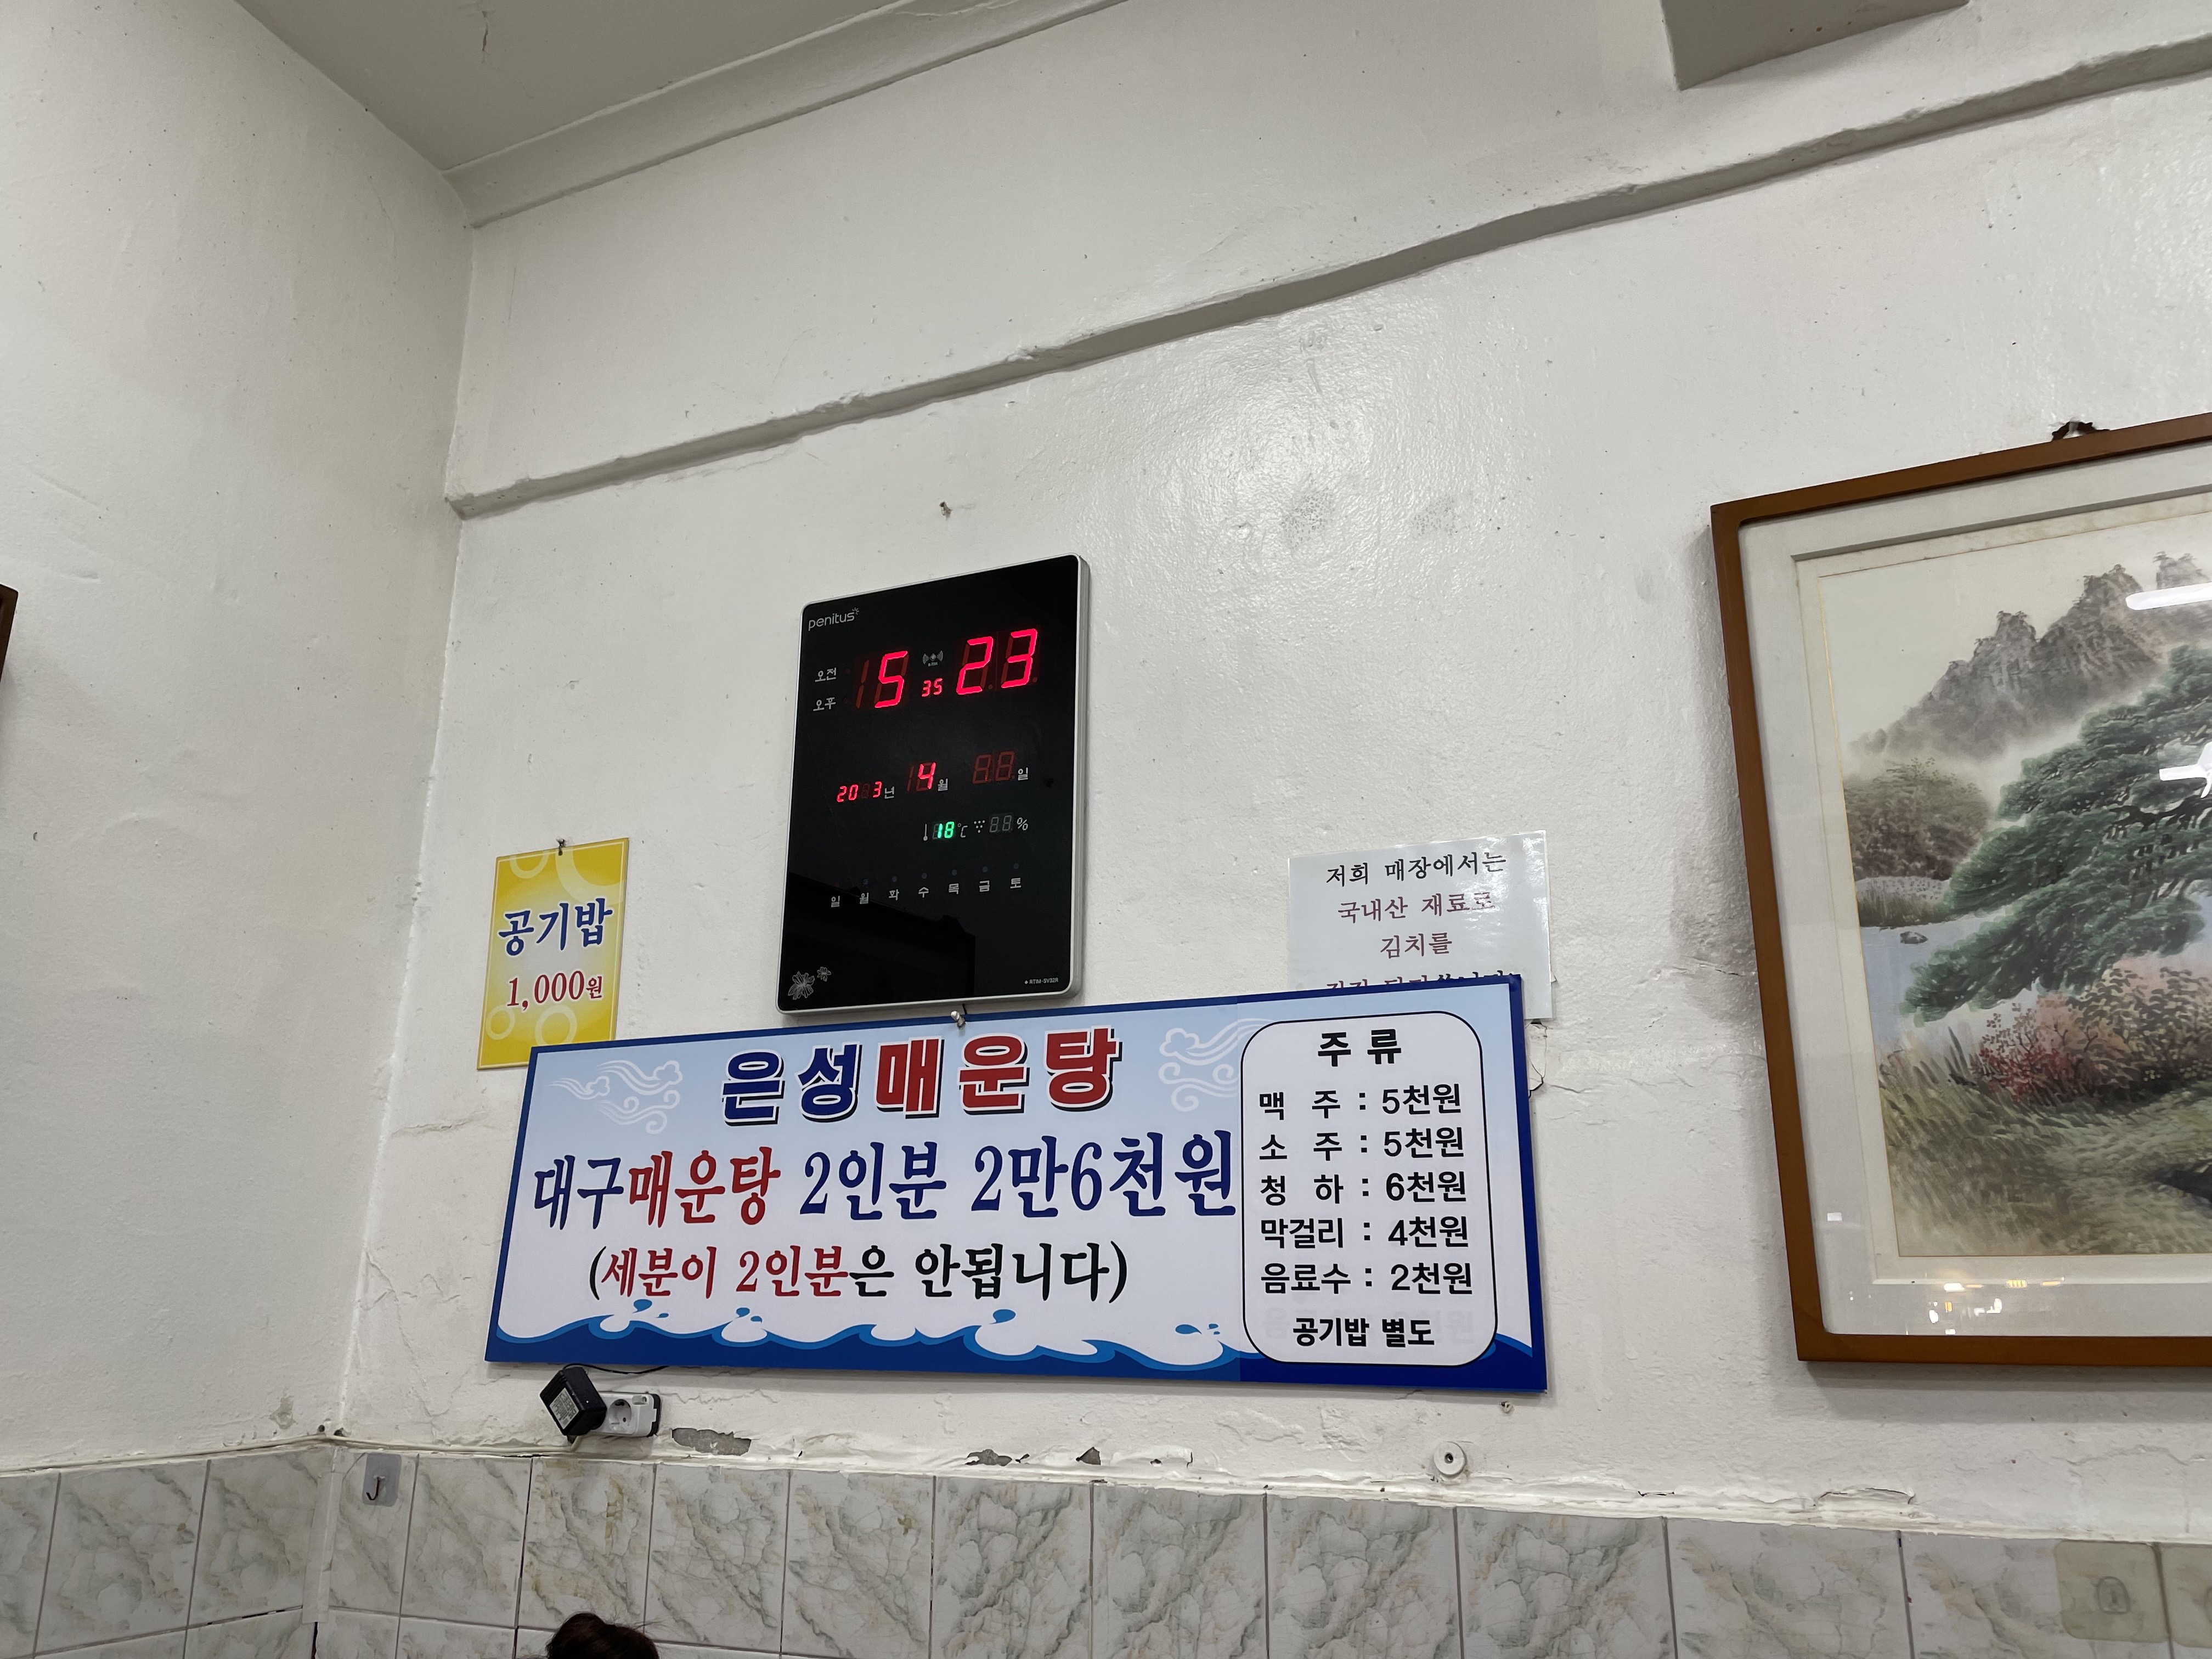 penitus
오전
오후
5 35 23
2003년 4월 일
18 °C %
일 월 화 수 목 금 토
공기밥
1,000원
저희 매장에서는
국내산 재료로
김치를
은성매운탕
대구매운탕 2인분 2만6천원
(세분이 2인분은 안됩니다)
주류
맥 주 : 5천원
소 주 : 5천원
청 하 : 6천원
막걸리 : 4천원
음료수 : 2천원
공기밥 별도